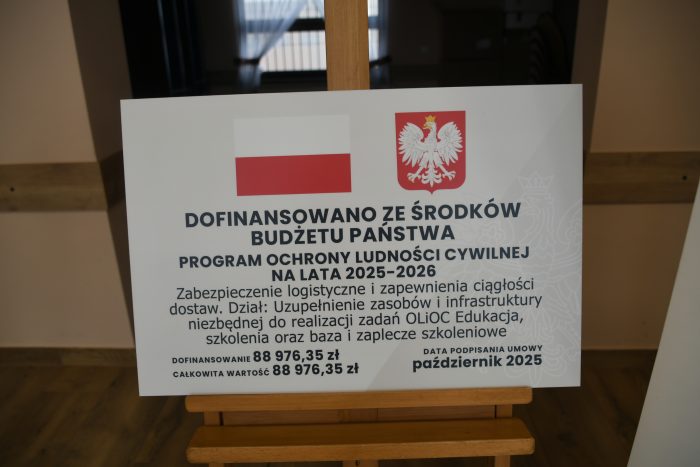 DOFINANSOWANO ZE ŚRODKÓW
BUDŻETU PAŃSTWA
PROGRAM OCHRONY LUDNOŚCI CYWILNEJ
NA LATA 2025-2026
Zabezpieczenie logistyczne i zapewnienia ciągłości
dostaw. Dział: Uzupełnienie zasobów i infrastruktury
niezbędnej do realizacji zadań OLiOC Edukacja,
szkolenia oraz baza i zaplecze szkoleniowe
DOFINANSOWANIE 88 976,35 zł
CAŁKOWITA WARTOŚĆ 88 976,35 zł
DATA PODPISANIA UMOWY
październik 2025